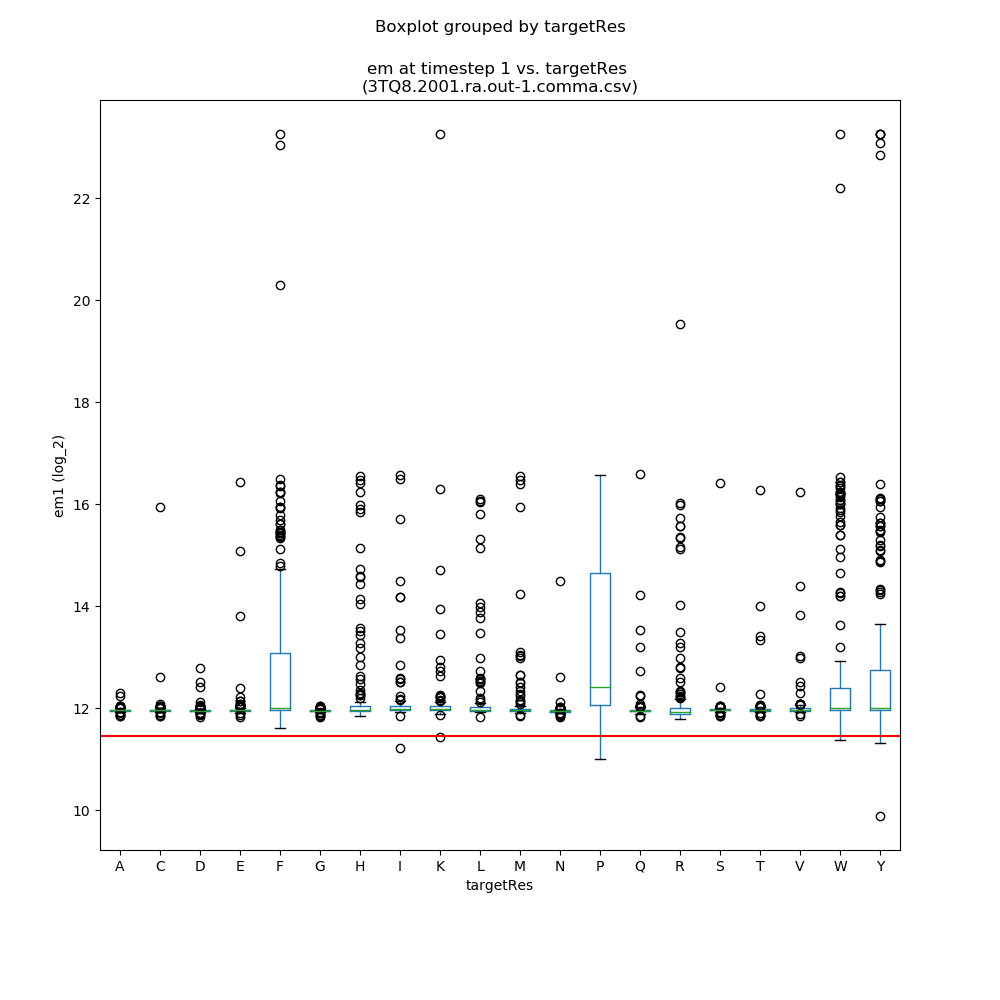 Boxplot grouped by targetRes
em at timestep 1 vs. targetRes
(3TQ8.2001.ra.out-1.comma.csv)
em1 (log_2)
22
20
18
16
14
12
10
A C D E F G H I K L M N P Q R S T V W Y
targetRes